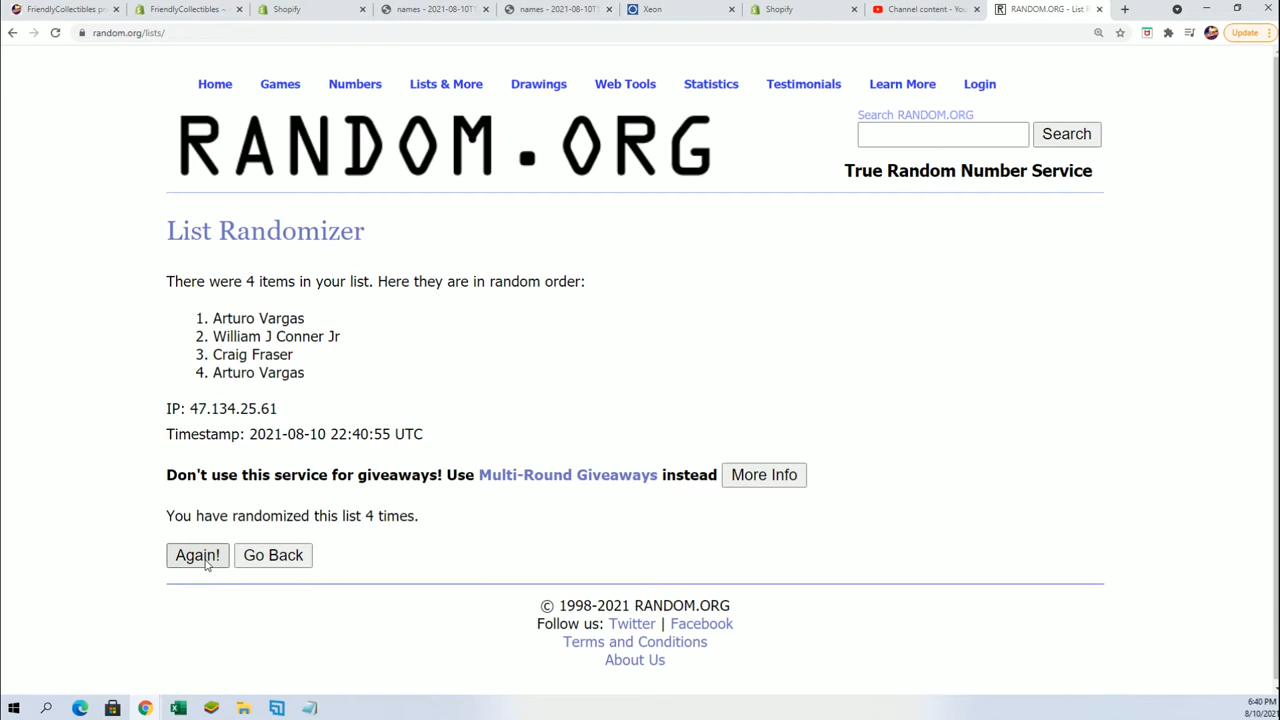 FriendlyCollectibles pr
FriendlyCollectibles ~
Shopify
names - 2021-08-10T
names - 2021-08-10T
Xeon
Shopify
Channel content - You
RANDOM.ORG - List R
random.org/lists/
Update
Home
Games
Numbers
Lists & More
Drawings
Web Tools
Statistics
Testimonials
Learn More
Login
RANDOM.ORG
Search RANDOM.ORG
Search
True Random Number Service
List Randomizer
There were 4 items in your list. Here they are in random order:
1. Arturo Vargas
2. William J Conner Jr
3. Craig Fraser
4. Arturo Vargas
IP: 47.134.25.61
Timestamp: 2021-08-10 22:40:55 UTC
Don't use this service for giveaways! Use Multi-Round Giveaways instead More Info
You have randomized this list 4 times.
Again! Go Back
© 1998-2021 RANDOM.ORG
Follow us: Twitter | Facebook
Terms and Conditions
About Us
6:40 PM
8/10/2021